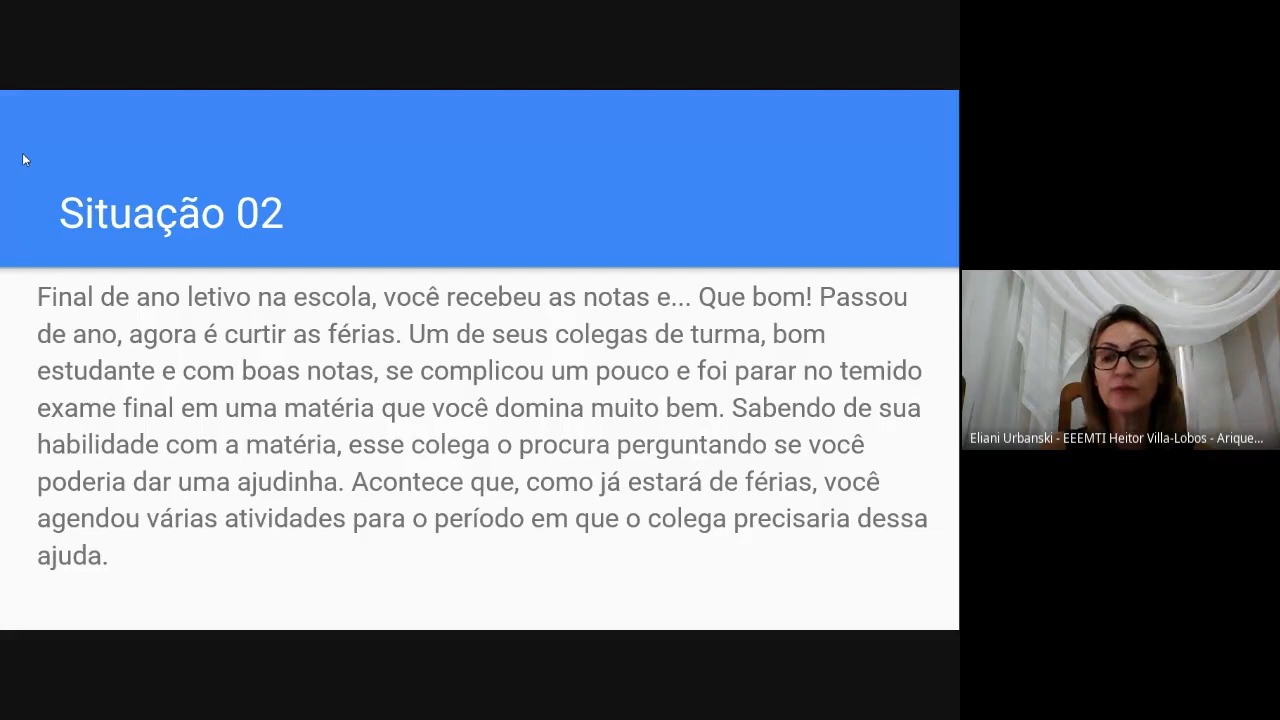 Situação 02
Final de ano letivo na escola, você recebeu as notas e... Que bom! Passou
de ano, agora é curtir as férias. Um de seus colegas de turma, bom
estudante e com boas notas, se complicou um pouco e foi parar no temido
exame final em uma matéria que você domina muito bem. Sabendo de sua
habilidade com a matéria, esse colega o procura perguntando se você
poderia dar uma ajudinha. Acontece que, como já estará de férias, você
agendou várias atividades para o período em que o colega precisaria dessa
ajuda.
Eliani Urbanski - EEEMTI Heitor Villa-Lobos - Arique...